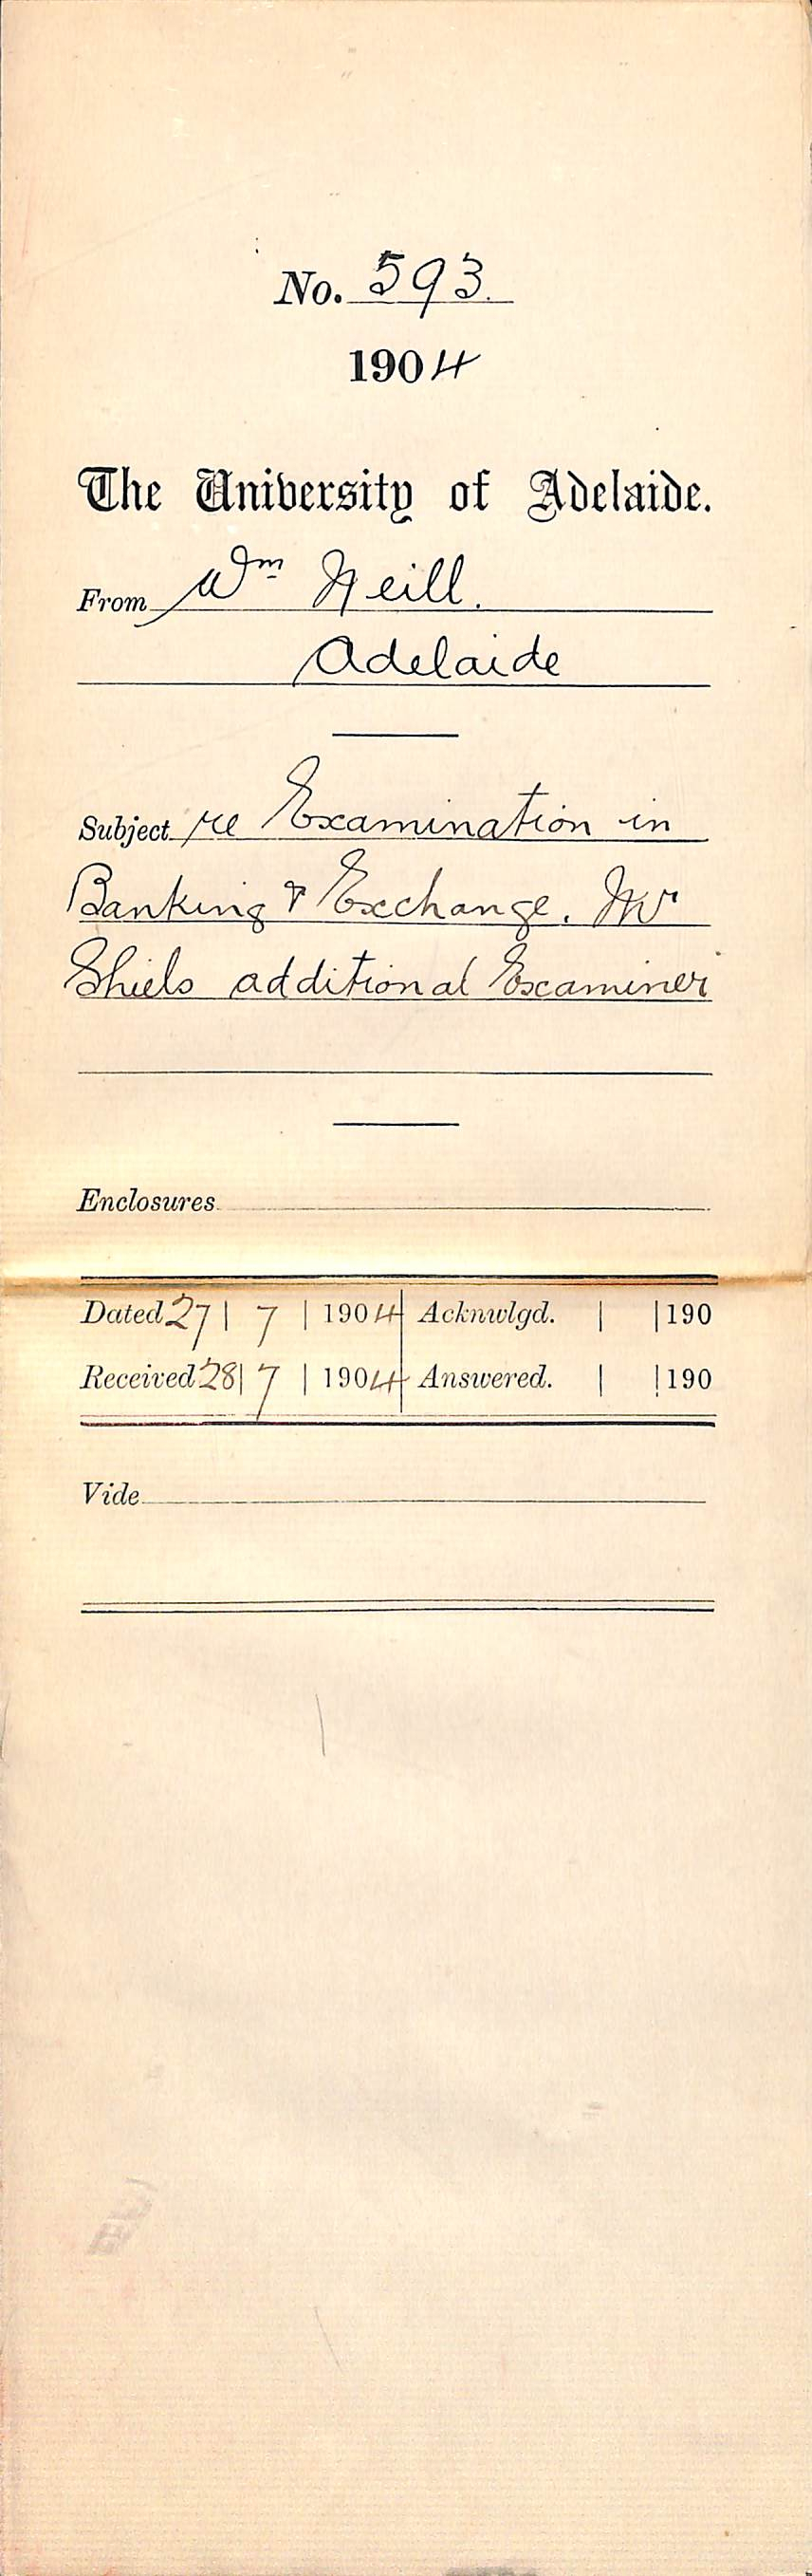 No. 593.
1904
The University of Adelaide.
From Wm Neill.
Adelaide
Subject re Examination in
Banking & Exchange. Mr
Shiels additional Examiner
Enclosures
Dated 27 | 7 | 1904 Acknwlgd. | | 190
Received 28 | 7 | 1904 Answered. | | 190
Vide